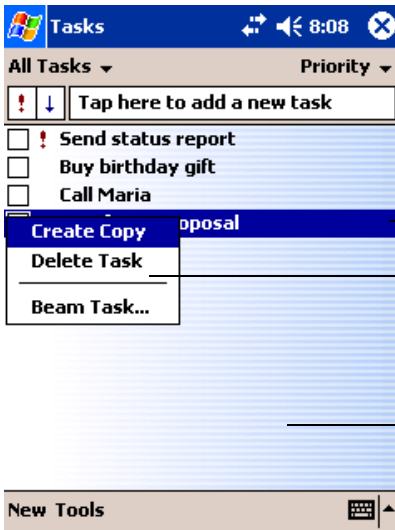 Tasks 8:08
All Tasks Priority
! ↓ Tap here to add a new task
! Send status report
Buy birthday gift
Call Maria
oposal
Create Copy
Delete Task
Beam Task...
New Tools